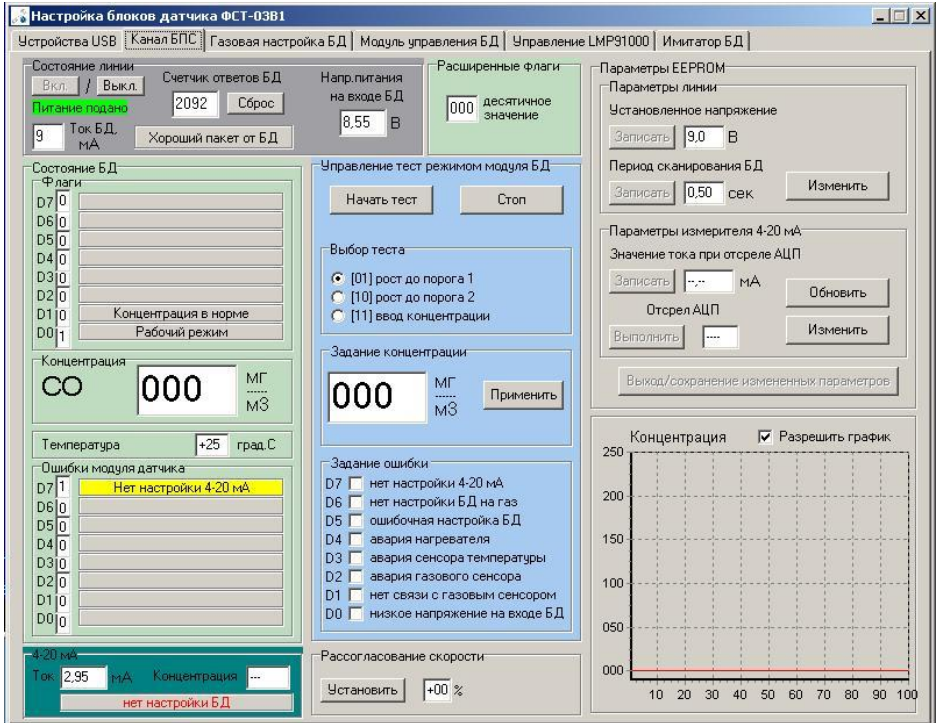 Настройка блоков датчика ФСТ-03В1
Устройства USB Канал БПС Газовая настройка БД Модуль управления БД Управление LMP91000 Имитатор БД
Состояние линии
Вкл. / Выкл.
Питание подано
9 Ток БД, мА
Счетчик ответов БД
2092 Сброс
Хороший пакет от БД
Напр.питания на входе БД
8,55 В
Расширенные флаги
000 десятичное значение
Состояние БД
Флаги
D7 0
D6 0
D5 0
D4 0
D3 0
D2 0
D1 0 Концентрация в норме
D0 1 Рабочий режим
Концентрация
CO 000 МГ
------
м3
Температура +25 град.С
Ошибки модуля датчика
D7 1 Нет настройки 4-20 мА
D6 0
D5 0
D4 0
D3 0
D2 0
D1 0
D0 0
4-20 мА
Ток 2,95 мА Концентрация ---
нет настройки БД
Управление тест режимом модуля БД
Начать тест Стоп
Выбор теста
[01] рост до порога 1
[10] рост до порога 2
[11] ввод концентрации
Задание концентрации
000 МГ
------
м3
Применить
Задание ошибки
D7 нет настройки 4-20 мА
D6 нет настройки БД на газ
D5 ошибочная настройка БД
D4 авария нагревателя
D3 авария сенсора температуры
D2 авария газового сенсора
D1 нет связи с газовым сенсором
D0 низкое напряжение на входе БД
Рассогласование скорости
Установить +00 %
Параметры EEPROM
Параметры линии
Установленное напряжение
Записать 9,0 В
Период сканирования БД
Записать 0,50 сек Изменить
Параметры измерителя 4-20 мА
Значение тока при отсреле АЦП
Записать --,-- мА Обновить
Отсрел АЦП
Выполнить ---- Изменить
Выход/сохранение измененных параметров
Концентрация Разрешить график
250
200
150
100
050
000
10 20 30 40 50 60 70 80 90 100